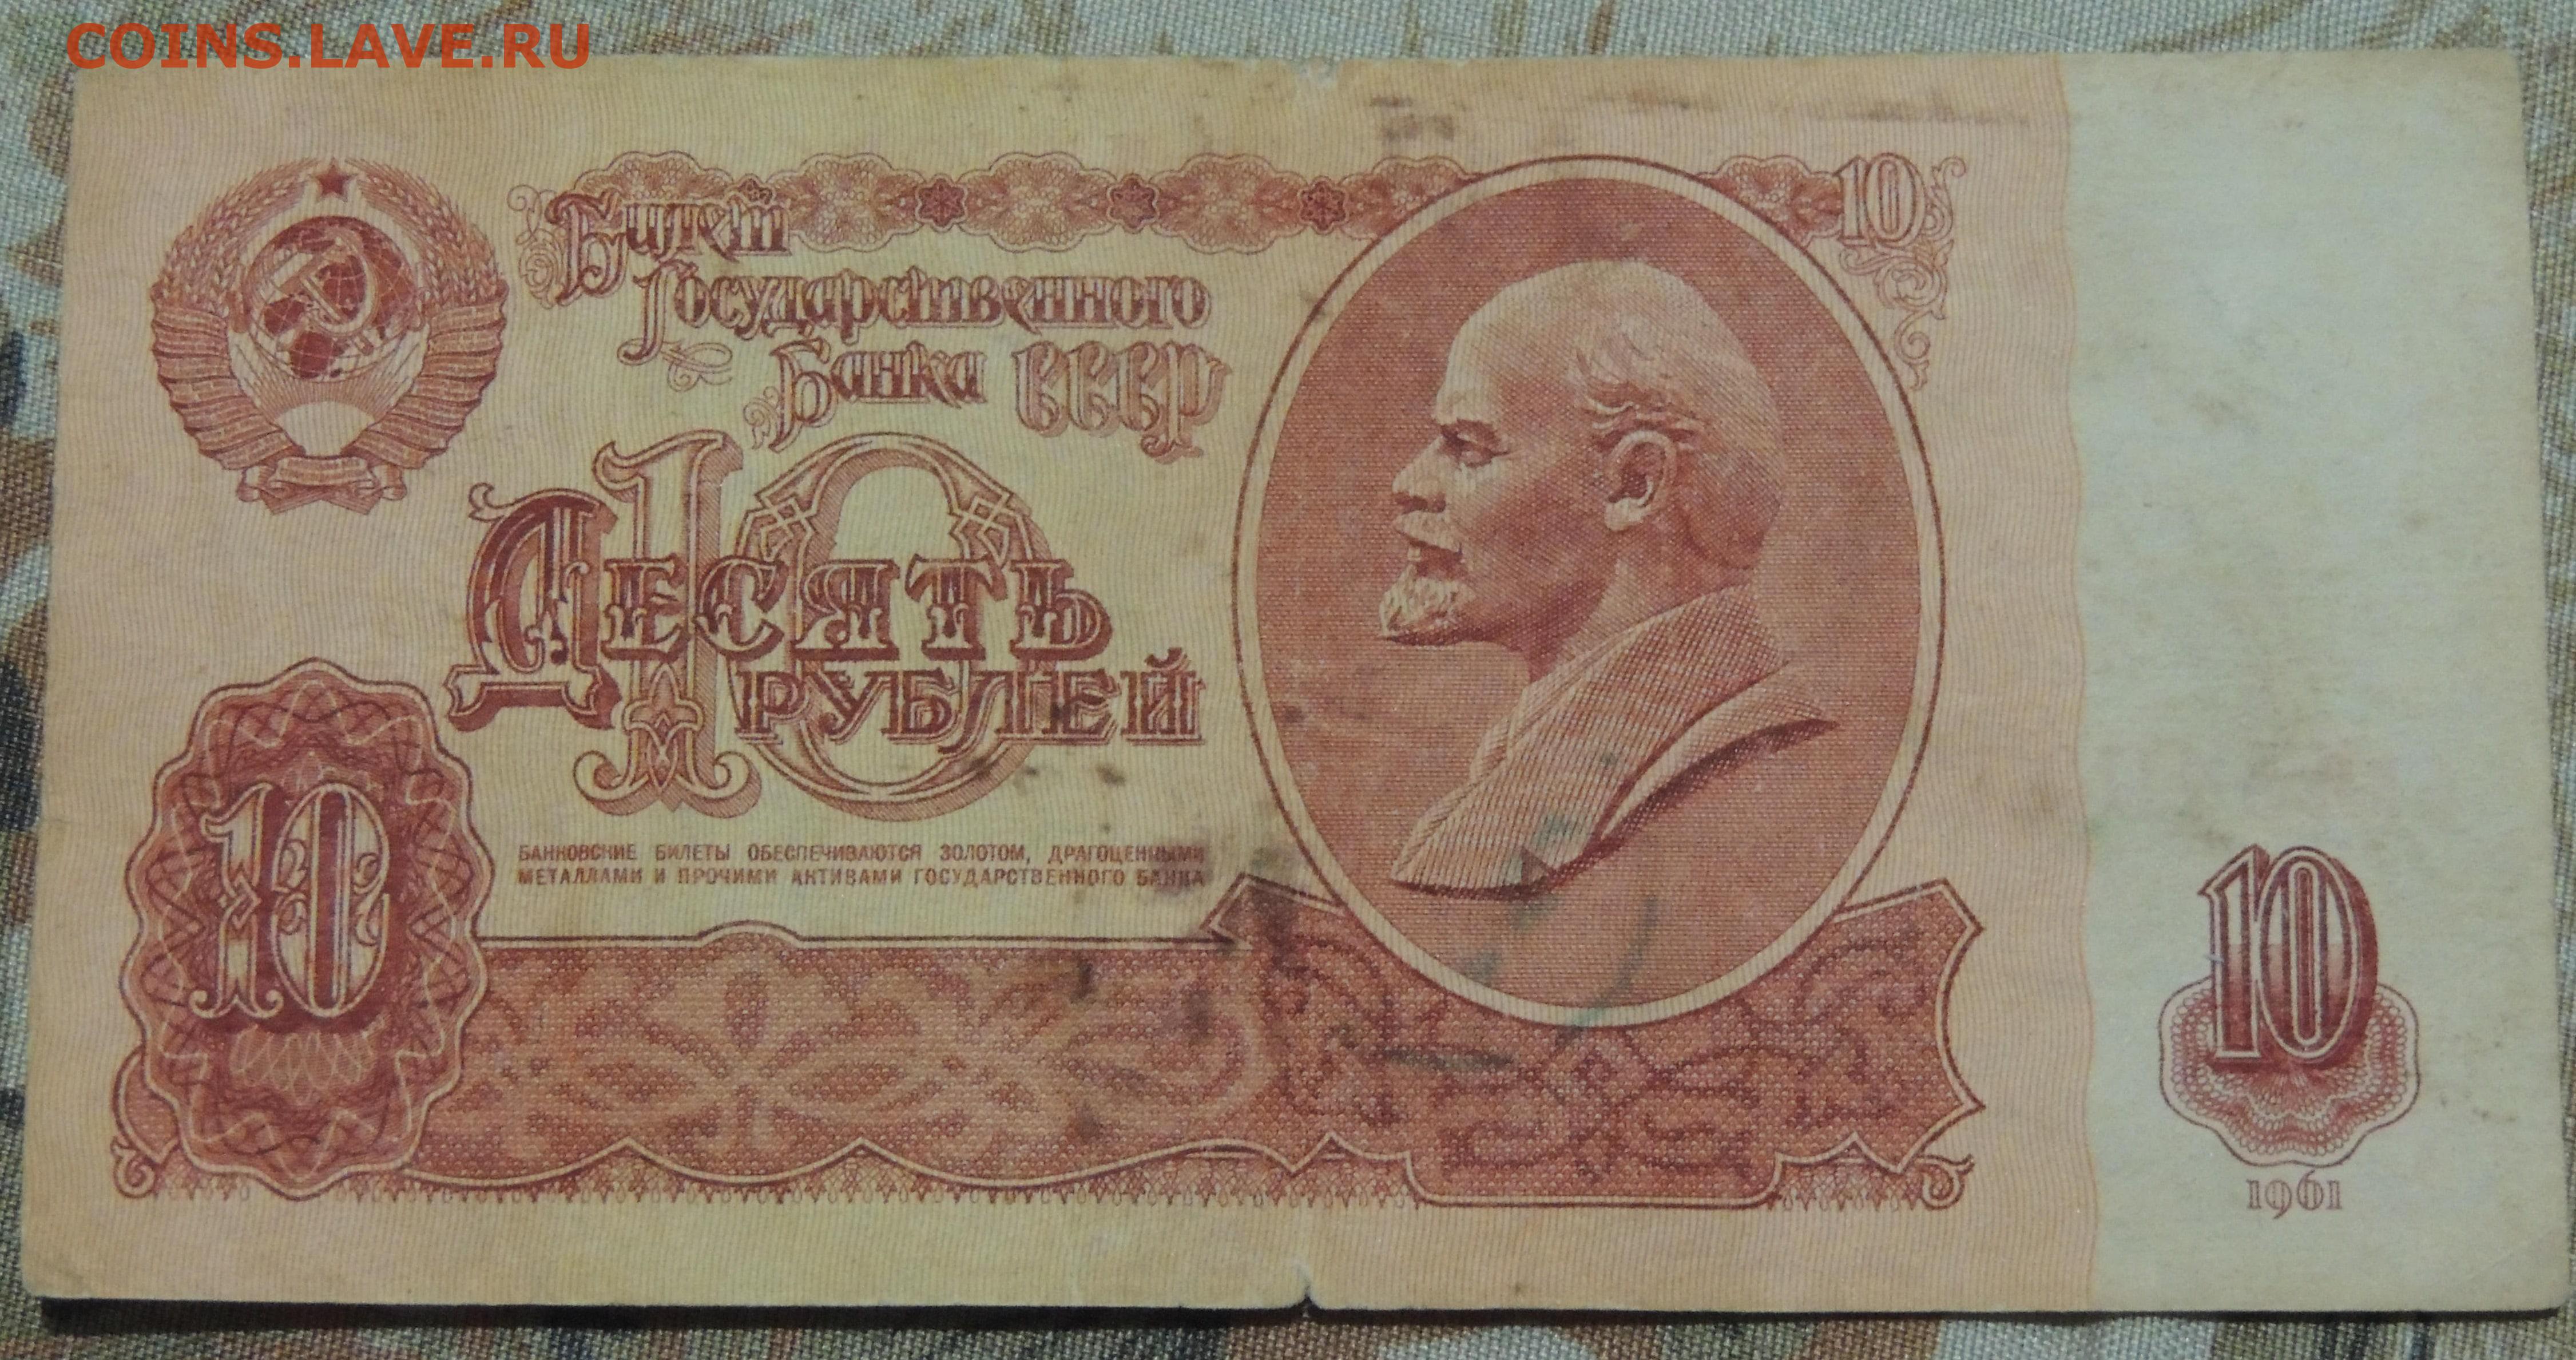 COINS.LAVE.RU
Билет
Государственного
Банка СССР
10
10
ДЕСЯТЬ
РУБЛЕЙ
БАНКОВСКИЕ БИЛЕТЫ ОБЕСПЕЧИВАЮТСЯ ЗОЛОТОМ, ДРАГОЦЕННЫМИ
МЕТАЛЛАМИ И ПРОЧИМИ АКТИВАМИ ГОСУДАРСТВЕННОГО БАНКА
10
10
1961